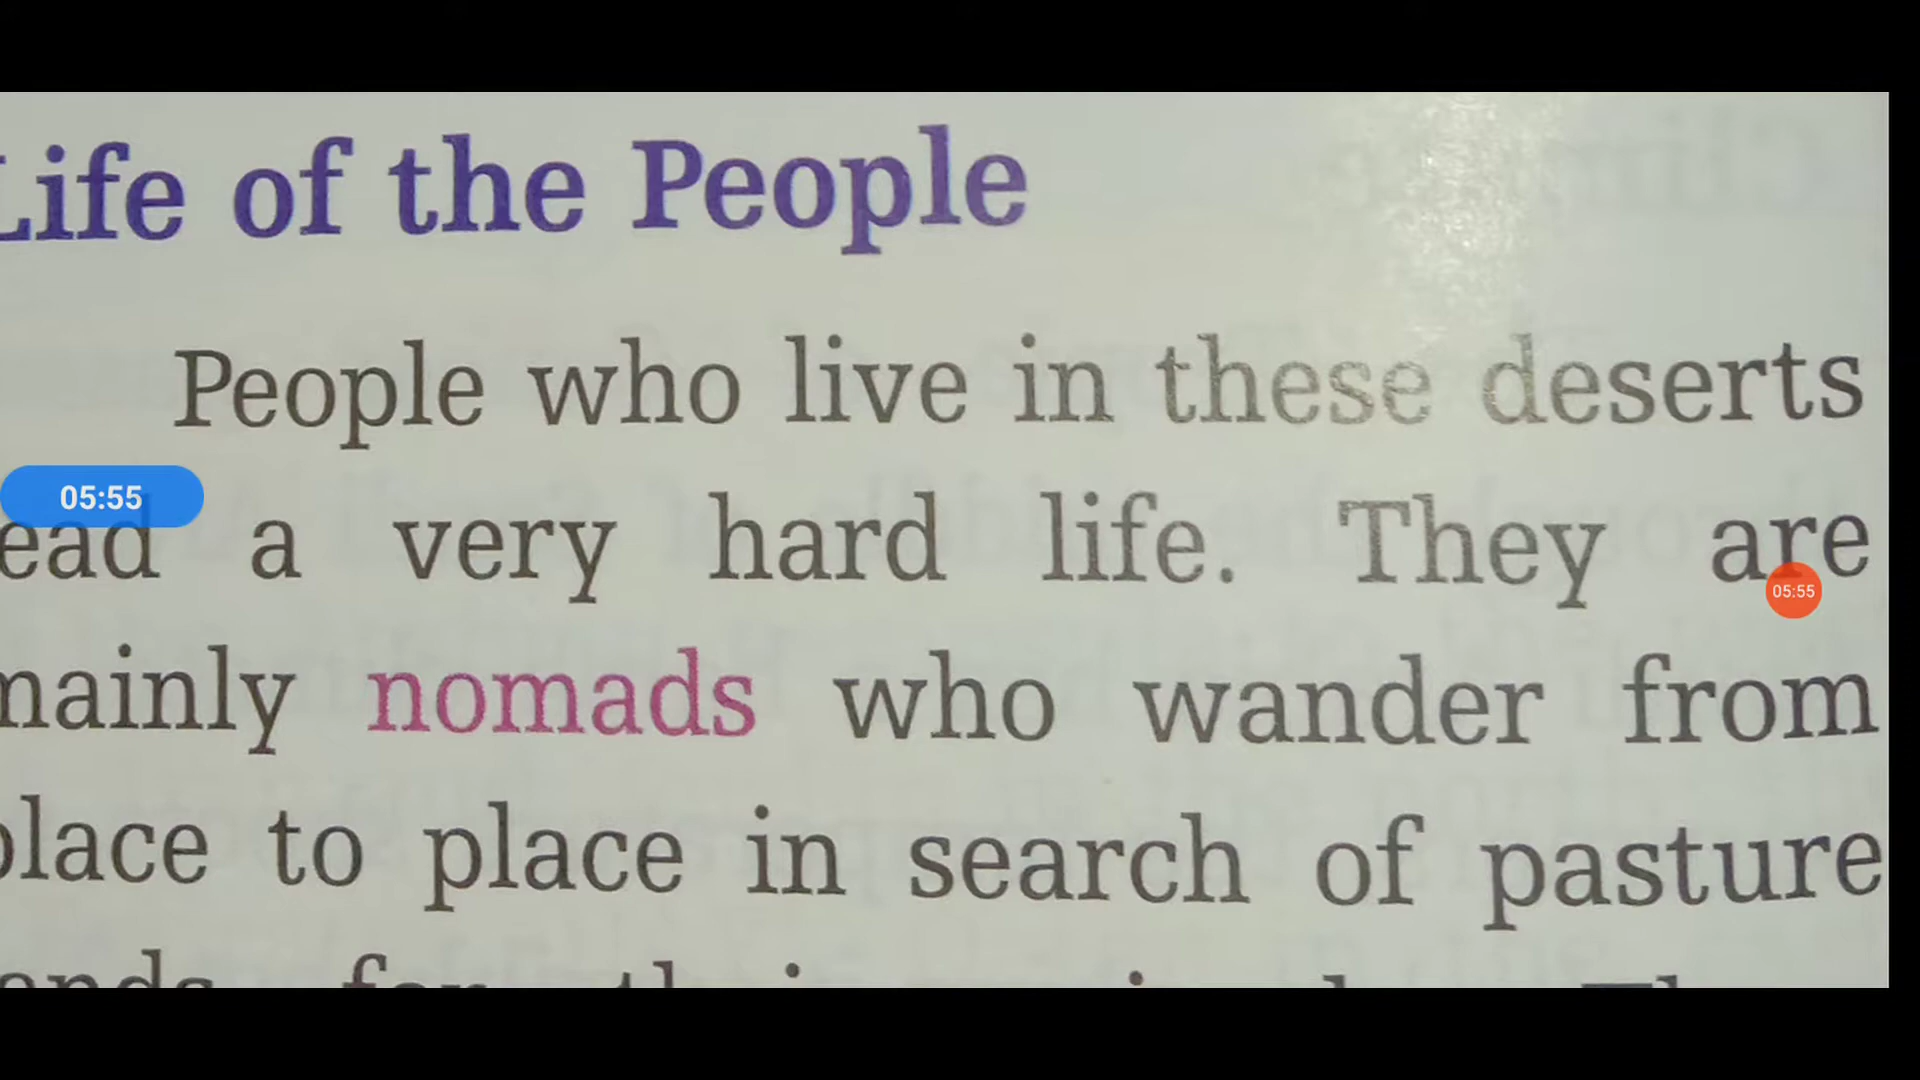 Life of the People
People who live in these deserts
05:55
ead a very hard life. They are
05:55
mainly nomads who wander from
place to place in search of pasture